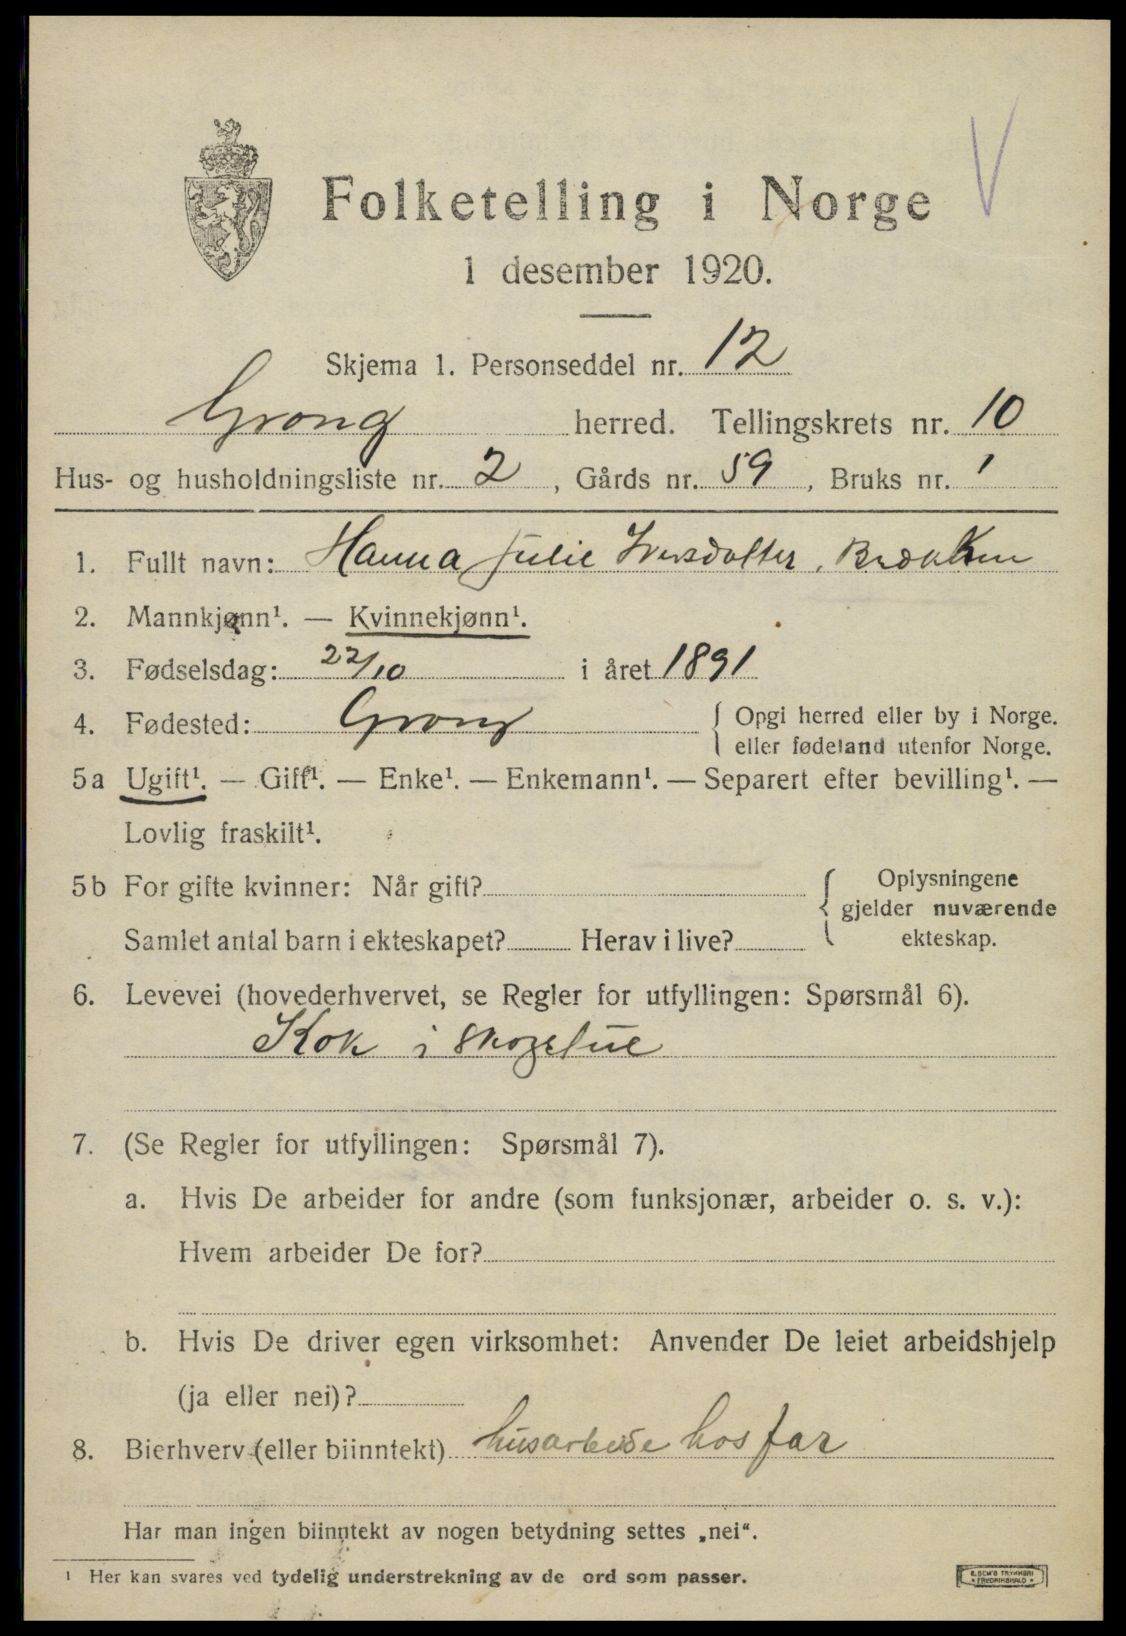 V
Folketelling i Norge
1 desember 1920.
Skjema 1. Personseddel nr. 12
Grong herred. Tellingskrets nr. 10
Hus- og husholdningsliste nr. 2, Gårds nr. 59, Bruks nr. 1
1. Fullt navn: Hanna Julie Iversdatter, Brækken
2. Mannkjønn¹. — Kvinnekjønn¹.
3. Fødselsdag: 22/10 i året 1891
4. Fødested: Grong { Opgi herred eller by i Norge.
eller fødeland utenfor Norge.
5a Ugift¹. — Gift¹. — Enke¹. — Enkemann¹. — Separert efter bevilling¹. —
Lovlig fraskilt¹.
5b For gifte kvinner: Når gift? { Oplysningene
gjelder nuværende
Samlet antal barn i ekteskapet? Herav i live? ekteskap.
6. Levevei (hovederhvervet, se Regler for utfyllingen: Spørsmål 6).
Kok i skogstue
7. (Se Regler for utfyllingen: Spørsmål 7).
a. Hvis De arbeider for andre (som funksjonær, arbeider o. s. v.):
Hvem arbeider De for?
b. Hvis De driver egen virksomhet: Anvender De leiet arbeidshjelp
(ja eller nei)?
8. Bierhverv (eller biinntekt) husarbeide hos far
Har man ingen biinntekt av nogen betydning settes „nei“.
¹ Her kan svares ved tydelig understrekning av de ord som passer.